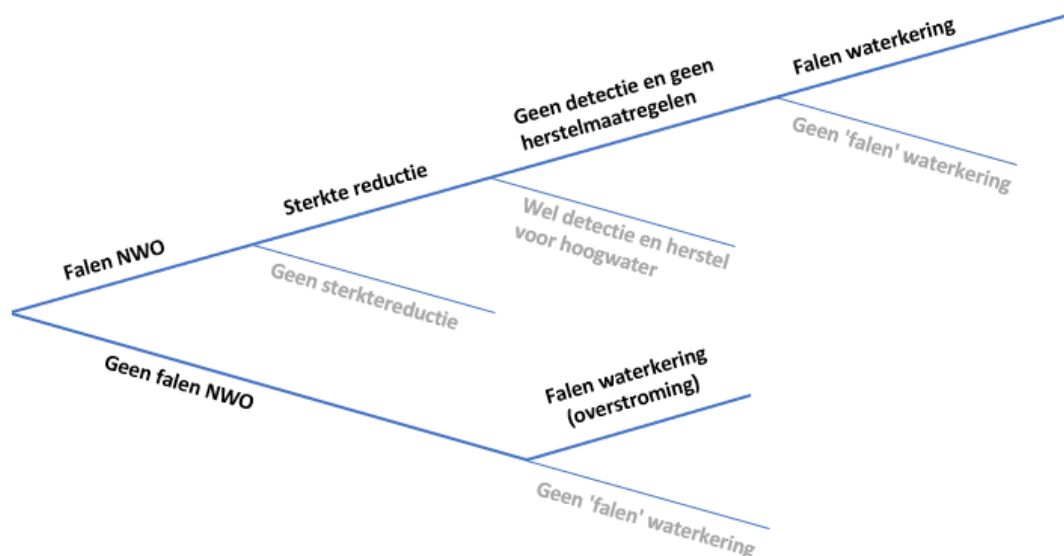 Falen waterkering
Geen detectie en geen
herstelmaatregelen
Geen 'falen' waterkering
Sterkte reductie
Wel detectie en herstel
voor hoogwater
Falen NWO
Geen sterktereductie
Geen falen NWO
Falen waterkering
(overstroming)
Geen 'falen' waterkering